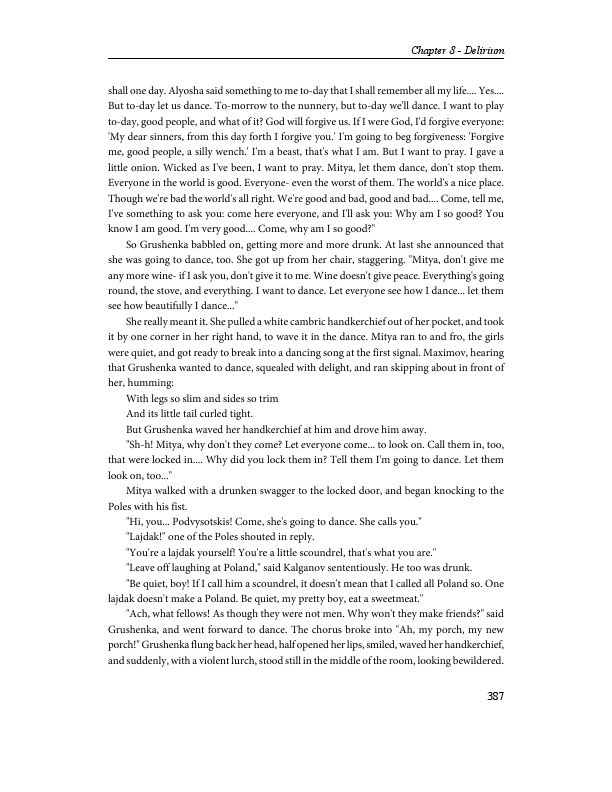 Chapter 8 - Delirium
shall one day. Alyosha said something to me to-day that I shall remember all my life.... Yes....
But to-day let us dance. To-morrow to the nunnery, but to-day we'll dance. I want to play
to-day, good people, and what of it? God will forgive us. If I were God, I'd forgive everyone:
'My dear sinners, from this day forth I forgive you.' I'm going to beg forgiveness: 'Forgive
me, good people, a silly wench.' I'm a beast, that's what I am. But I want to pray. I gave a
little onion. Wicked as I've been, I want to pray. Mitya, let them dance, don't stop them.
Everyone in the world is good. Everyone- even the worst of them. The world's a nice place.
Though we're bad the world's all right. We're good and bad, good and bad.... Come, tell me,
I've something to ask you: come here everyone, and I'll ask you: Why am I so good? You
know I am good. I'm very good.... Come, why am I so good?"
So Grushenka babbled on, getting more and more drunk. At last she announced that
she was going to dance, too. She got up from her chair, staggering. "Mitya, don't give me
any more wine- if I ask you, don't give it to me. Wine doesn't give peace. Everything's going
round, the stove, and everything. I want to dance. Let everyone see how I dance... let them
see how beautifully I dance..."
She really meant it. She pulled a white cambric handkerchief out of her pocket, and took
it by one corner in her right hand, to wave it in the dance. Mitya ran to and fro, the girls
were quiet, and got ready to break into a dancing song at the first signal. Maximov, hearing
that Grushenka wanted to dance, squealed with delight, and ran skipping about in front of
her, humming:
With legs so slim and sides so trim
And its little tail curled tight.
But Grushenka waved her handkerchief at him and drove him away.
"Sh-h! Mitya, why don't they come? Let everyone come... to look on. Call them in, too,
that were locked in.... Why did you lock them in? Tell them I'm going to dance. Let them
look on, too..."
Mitya walked with a drunken swagger to the locked door, and began knocking to the
Poles with his fist.
"Hi, you... Podvysotskis! Come, she's going to dance. She calls you."
"Lajdak!" one of the Poles shouted in reply.
"You're a lajdak yourself! You're a little scoundrel, that's what you are."
"Leave off laughing at Poland," said Kalganov sententiously. He too was drunk.
"Be quiet, boy! If I call him a scoundrel, it doesn't mean that I called all Poland so. One
lajdak doesn't make a Poland. Be quiet, my pretty boy, eat a sweetmeat."
"Ach, what fellows! As though they were not men. Why won't they make friends?" said
Grushenka, and went forward to dance. The chorus broke into "Ah, my porch, my new
porch!" Grushenka flung back her head, half opened her lips, smiled, waved her handkerchief,
and suddenly, with a violent lurch, stood still in the middle of the room, looking bewildered.
387